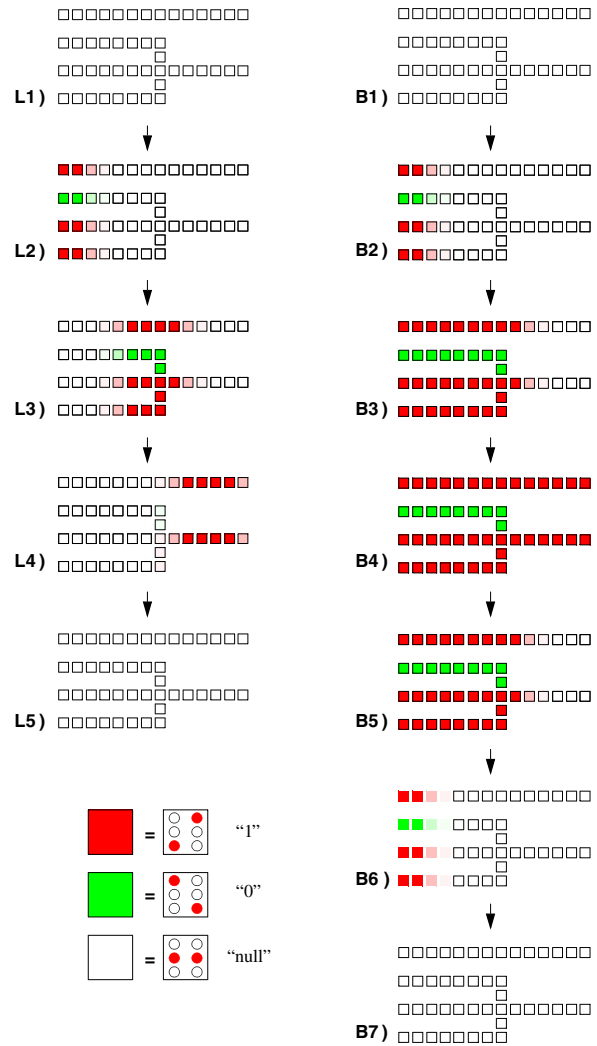 L1)
B1)
L2)
B2)
L3)
B3)
L4)
B4)
L5)
B5)
= “1”
B6)
= “0”
= “null”
B7)